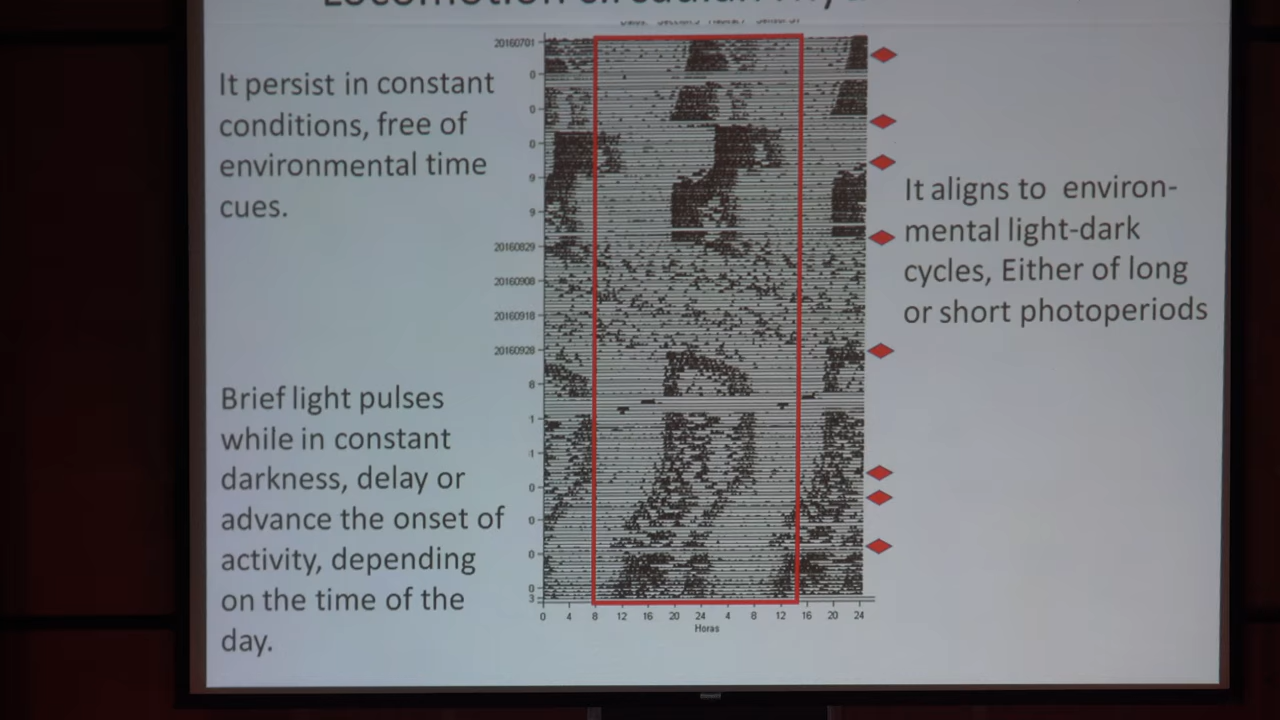 It persist in constant
conditions, free of
environmental time
cues.
Brief light pulses
while in constant
darkness, delay or
advance the onset of
activity, depending
on the time of the
day.
20160701
0
0
0
9
9
20160829
20160908
20160918
20160928
8
1
1
0
0
0
0
3
0 4 8 12 16 20 24 4 8 12 16 20 24
Horas
It aligns to environ-
mental light-dark
cycles, Either of long
or short photoperiods